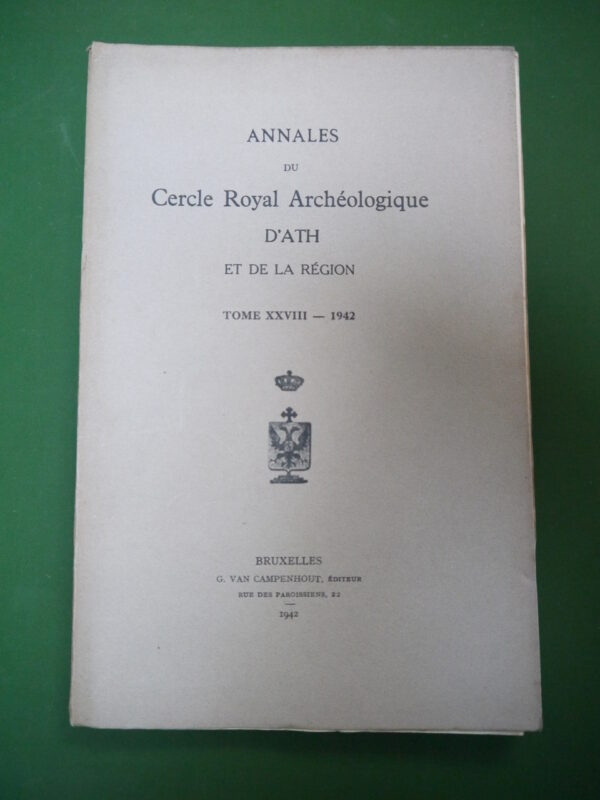 ANNALES
DU
Cercle Royal Archéologique
D'ATH
ET DE LA RÉGION
TOME XXVIII — 1942
BRUXELLES
G. VAN CAMPENHOUT, ÉDITEUR
RUE DES PAROISSIENS, 22
—
1942